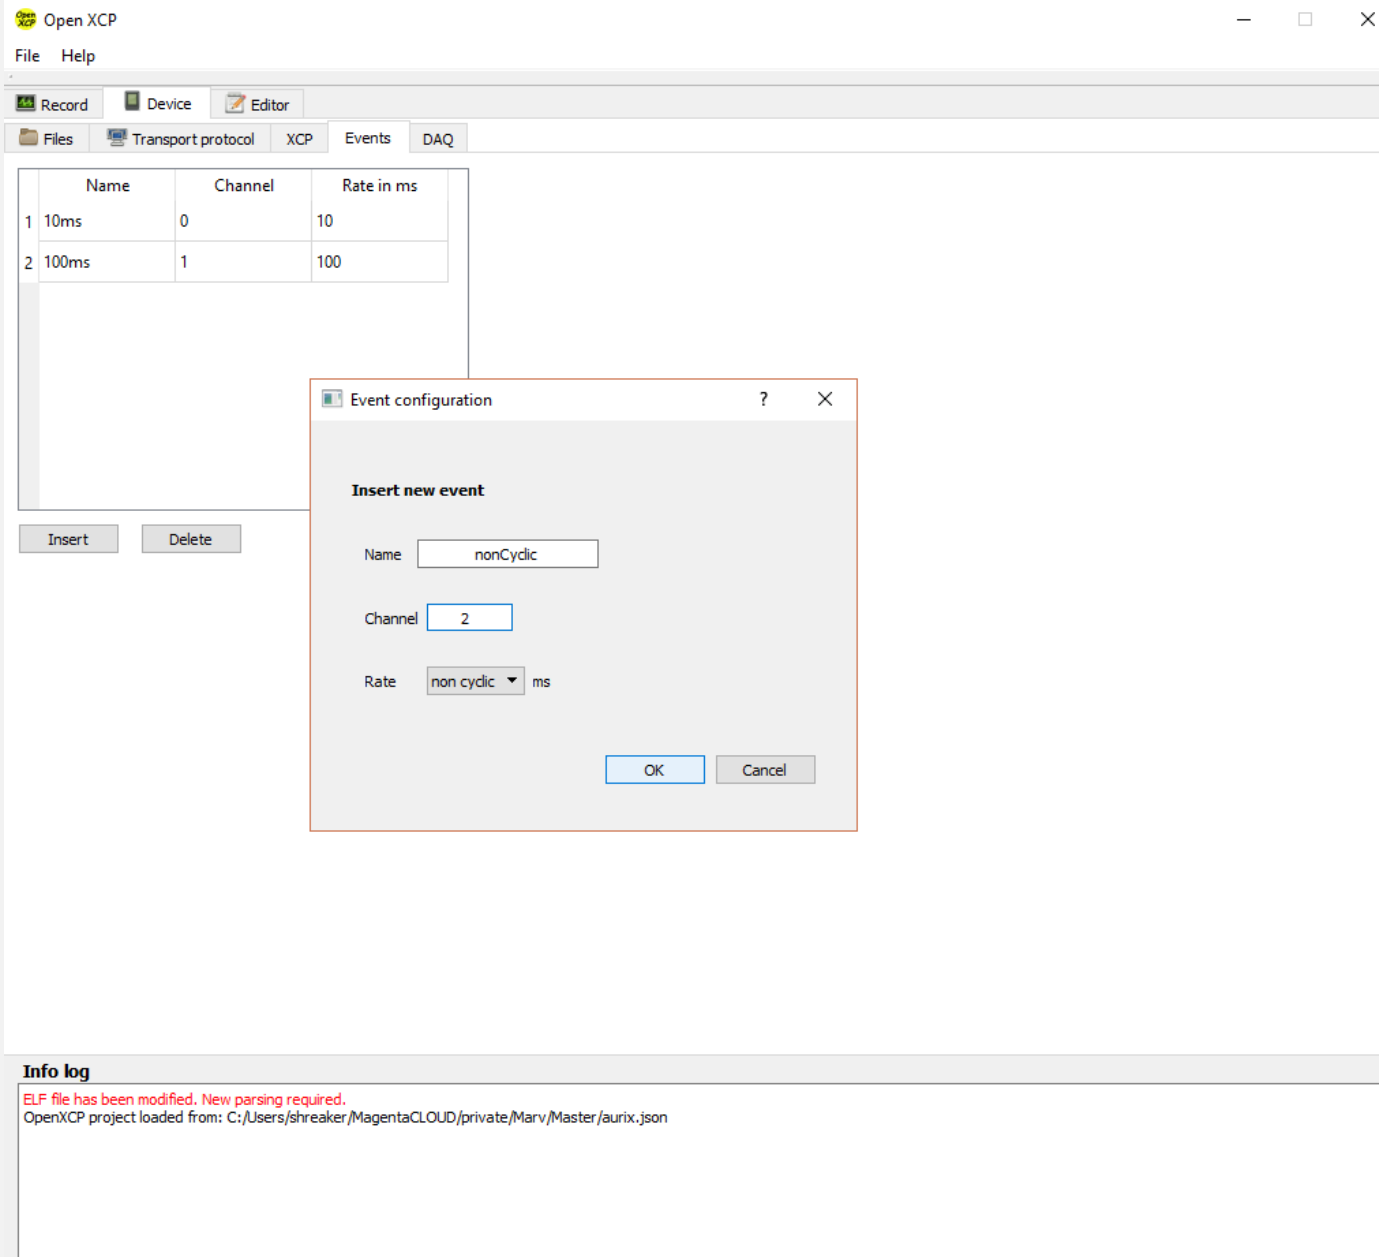 Open XCP
File Help
Record Device Editor
Files Transport protocol XCP Events DAQ
Name Channel Rate in ms
1 10ms 0 10
2 100ms 1 100
Event configuration ?
Insert new event
Insert Delete
Name nonCyclic
Channel 2
Rate non cyclic ms
OK Cancel
Info log
ELF file has been modified. New parsing required.
OpenXCP project loaded from: C:/Users/shreaker/MagentaCLOUD/private/Marv/Master/aurix.json